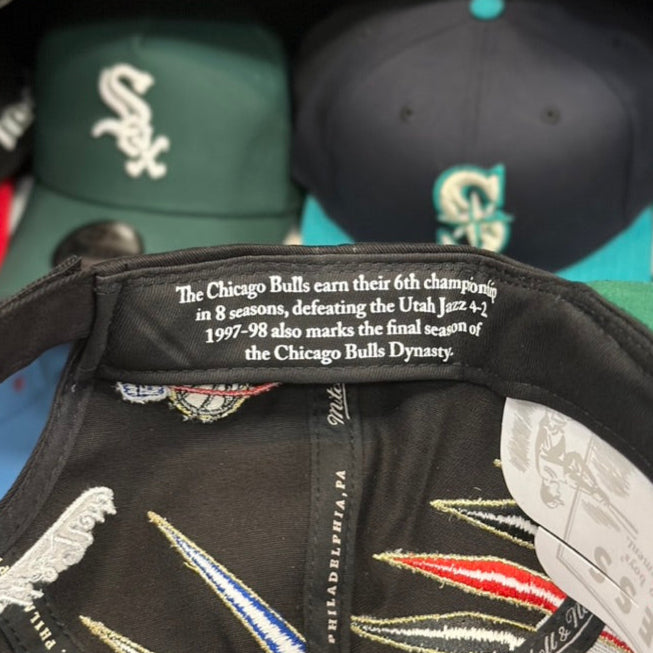 Sox
S
The Chicago Bulls earn their 6th championship
in 8 seasons, defeating the Utah Jazz 4-2
1997-98 also marks the final season of
the Chicago Bulls Dynasty.
PHILADELPHIA, PA